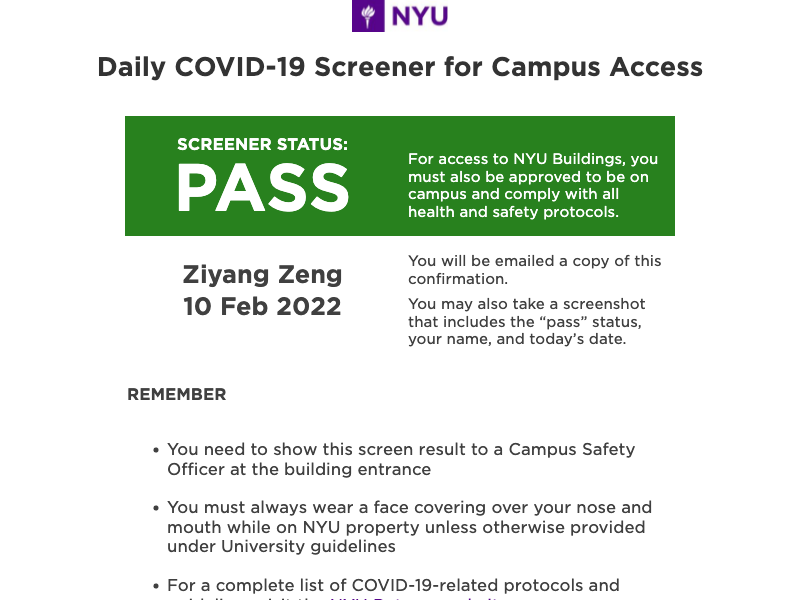 NYU
Daily COVID-19 Screener for Campus Access
SCREENER STATUS:
PASS
For access to NYU Buildings, you
must also be approved to be on
campus and comply with all
health and safety protocols.
Ziyang Zeng
10 Feb 2022
You will be emailed a copy of this
confirmation.
You may also take a screenshot
that includes the “pass” status,
your name, and today’s date.
REMEMBER
• You need to show this screen result to a Campus Safety
Officer at the building entrance
• You must always wear a face covering over your nose and
mouth while on NYU property unless otherwise provided
under University guidelines
• For a complete list of COVID-19-related protocols and